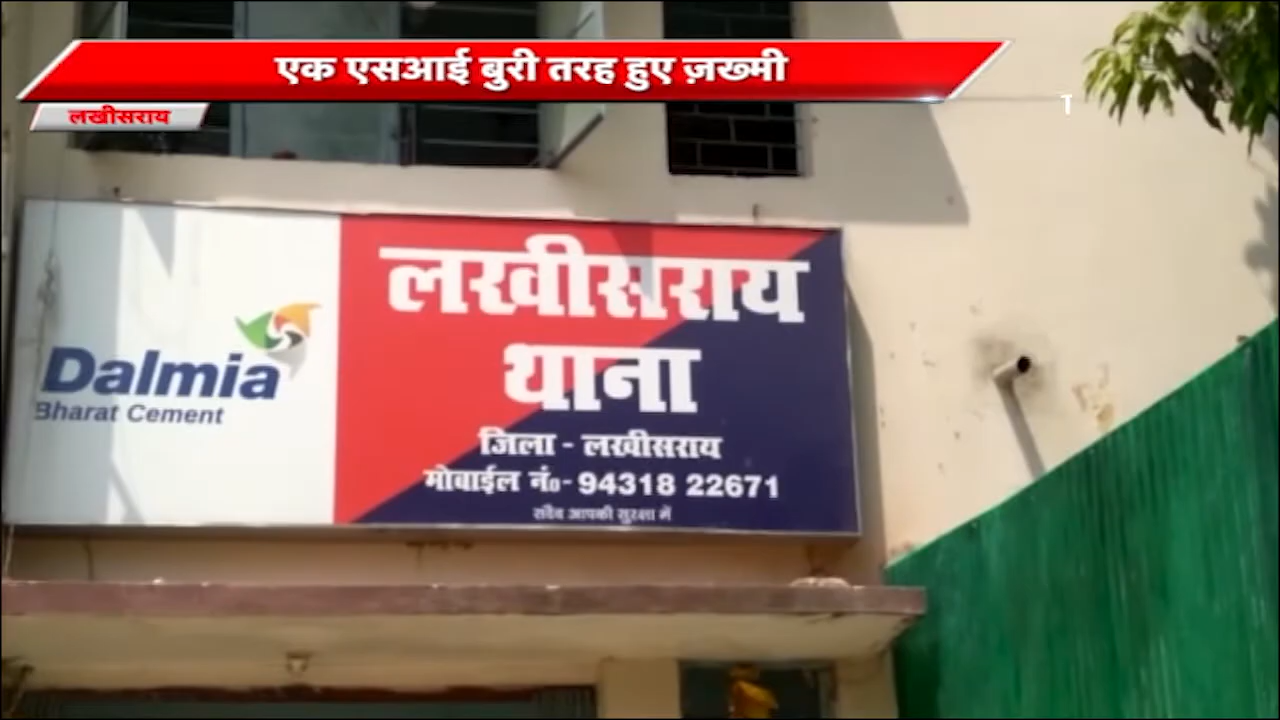 एक एसआई बुरी तरह हुए ज़ख्मी
लखीसराय
T
लखीसराय
थाना
Dalmia
Bharat Cement
जिला - लखीसराय
मोबाईल नं०- 94318 22671
सदैव आपकी सुरक्षा में